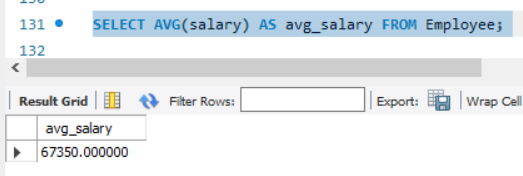 131 SELECT AVG(salary) AS avg_salary FROM Employee;
132
Result Grid Filter Rows: Export: Wrap Cell
avg_salary
67350.000000